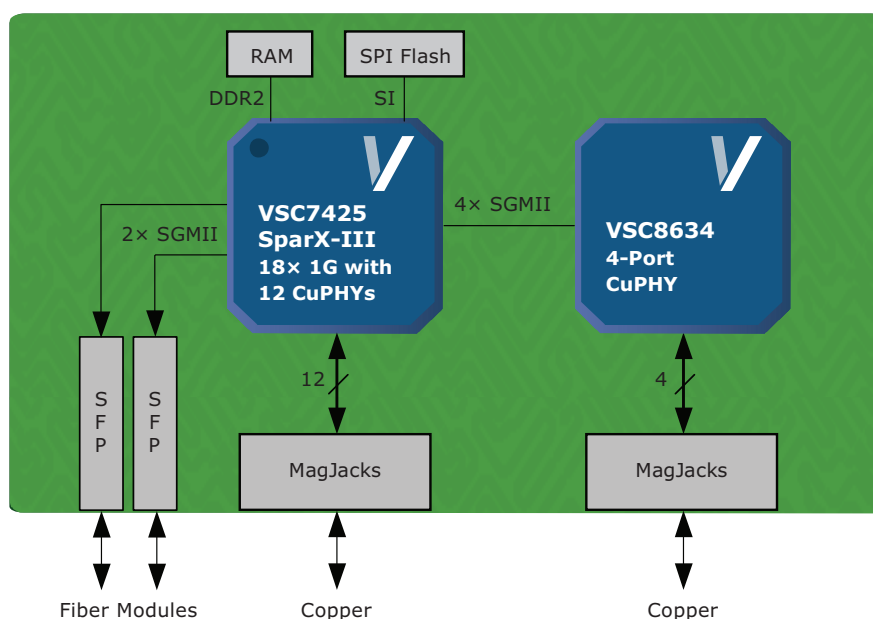 RAM
SPI Flash
DDR2
SI
VSC7425
SparX-III
18× 1G with
12 CuPHYs
4× SGMII
VSC8634
4-Port
CuPHY
2× SGMII
12
4
S
F
P
S
F
P
MagJacks
MagJacks
Fiber Modules
Copper
Copper